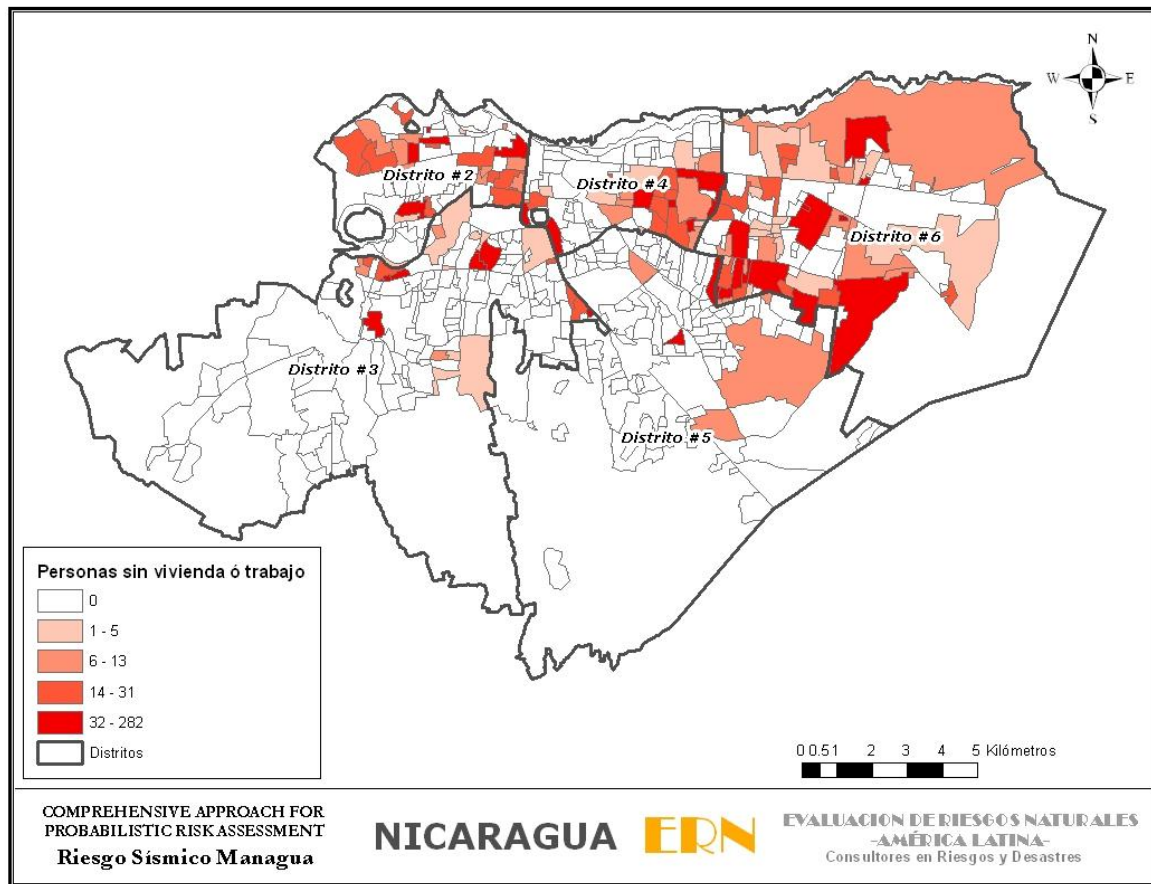 N
W E
S
Distrito #2
Distrito #4
Distrito #6
Distrito #3
Distrito #5
Personas sin vivienda ó trabajo
0
1 - 5
6 - 13
14 - 31
32 - 282
Distritos
0 0.5 1 2 3 4 5 Kilómetros
COMPREHENSIVE APPROACH FOR
PROBABILISTIC RISK ASSESSMENT
Riesgo Sísmico Managua
NICARAGUA
ERN
EVALUACION DE RIESGOS NATURALES
-AMÉRICA LATINA-
Consultores en Riesgos y Desastres